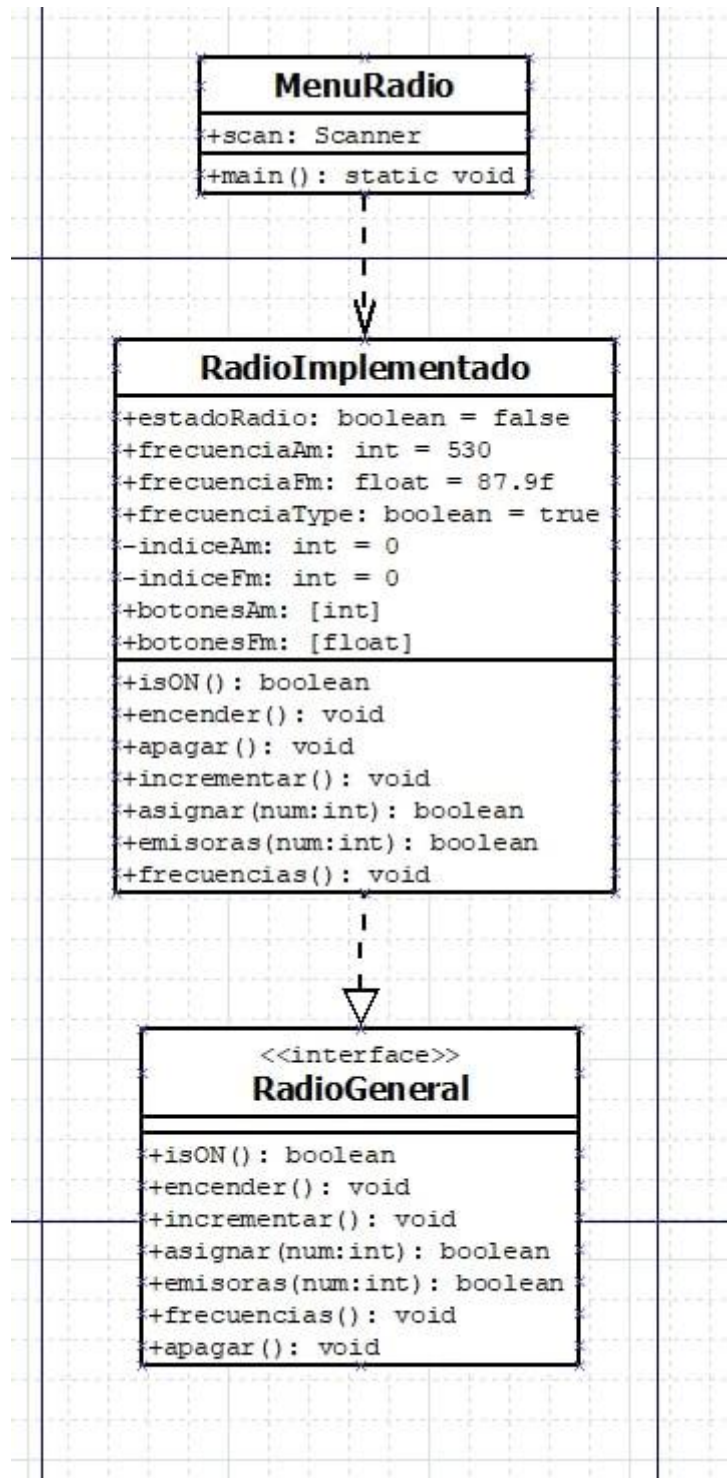 MenuRadio
+scan: Scanner
+main(): static void
RadioImplementado
+estadoRadio: boolean = false
+frecuenciaAm: int = 530
+frecuenciaFm: float = 87.9f
+frecuenciaType: boolean = true
-indiceAm: int = 0
-indiceFm: int = 0
+botonesAm: [int]
+botonesFm: [float]
+isON(): boolean
+encender(): void
+apagar(): void
+incrementar(): void
+asignar(num:int): boolean
+emisoras(num:int): boolean
+frecuencias(): void
<<interface>>
RadioGeneral
+isON(): boolean
+encender(): void
+incrementar(): void
+asignar(num:int): boolean
+emisoras(num:int): boolean
+frecuencias(): void
+apagar(): void